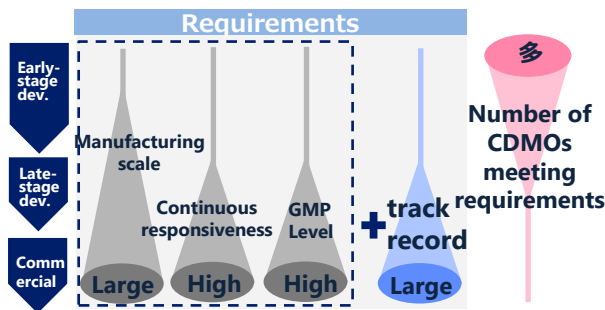 Requirements
Early-
stage
dev.
Late-
stage
dev.
Comm
ercial
Manufacturing
scale
Continuous
responsiveness
GMP
Level
+
track
record
Large
High
High
Large
多
Number of
CDMOs
meeting
requirements